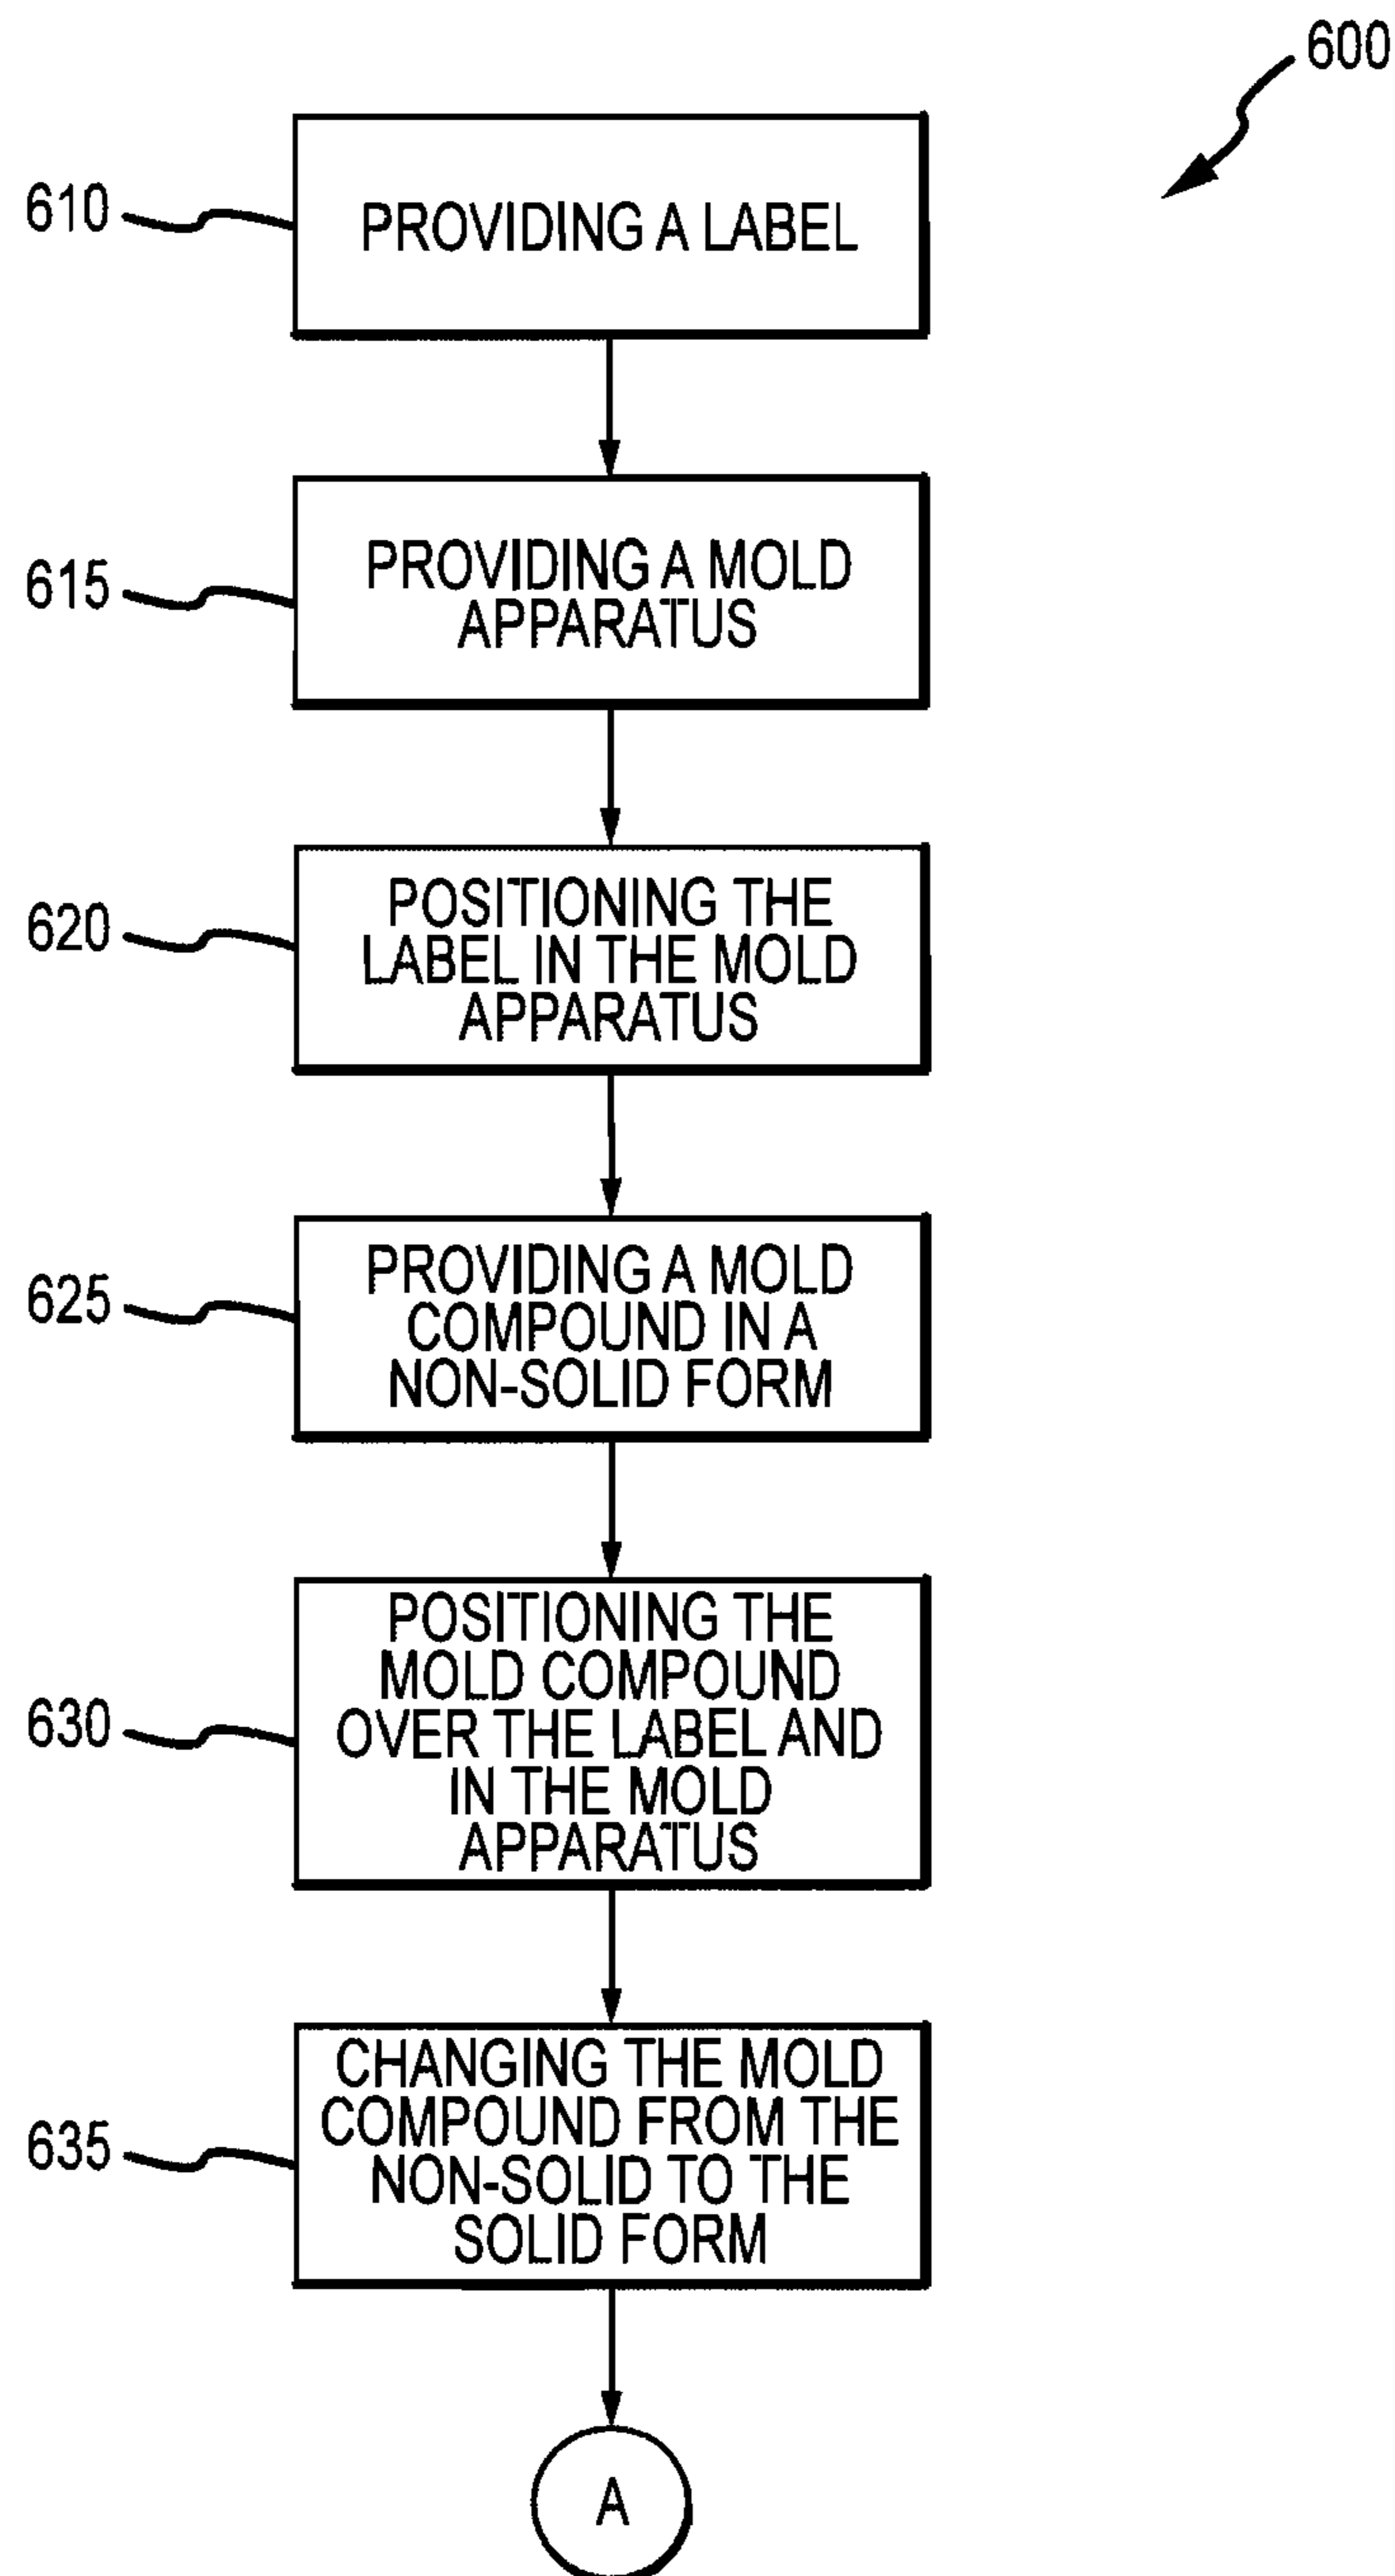 600
610
PROVIDING A LABEL
615
PROVIDING A MOLD
APPARATUS
620
POSITIONING THE
LABEL IN THE MOLD
APPARATUS
625
PROVIDING A MOLD
COMPOUND IN A
NON-SOLID FORM
630
POSITIONING THE
MOLD COMPOUND
OVER THE LABEL AND
IN THE MOLD
APPARATUS
635
CHANGING THE MOLD
COMPOUND FROM THE
NON-SOLID TO THE
SOLID FORM
A